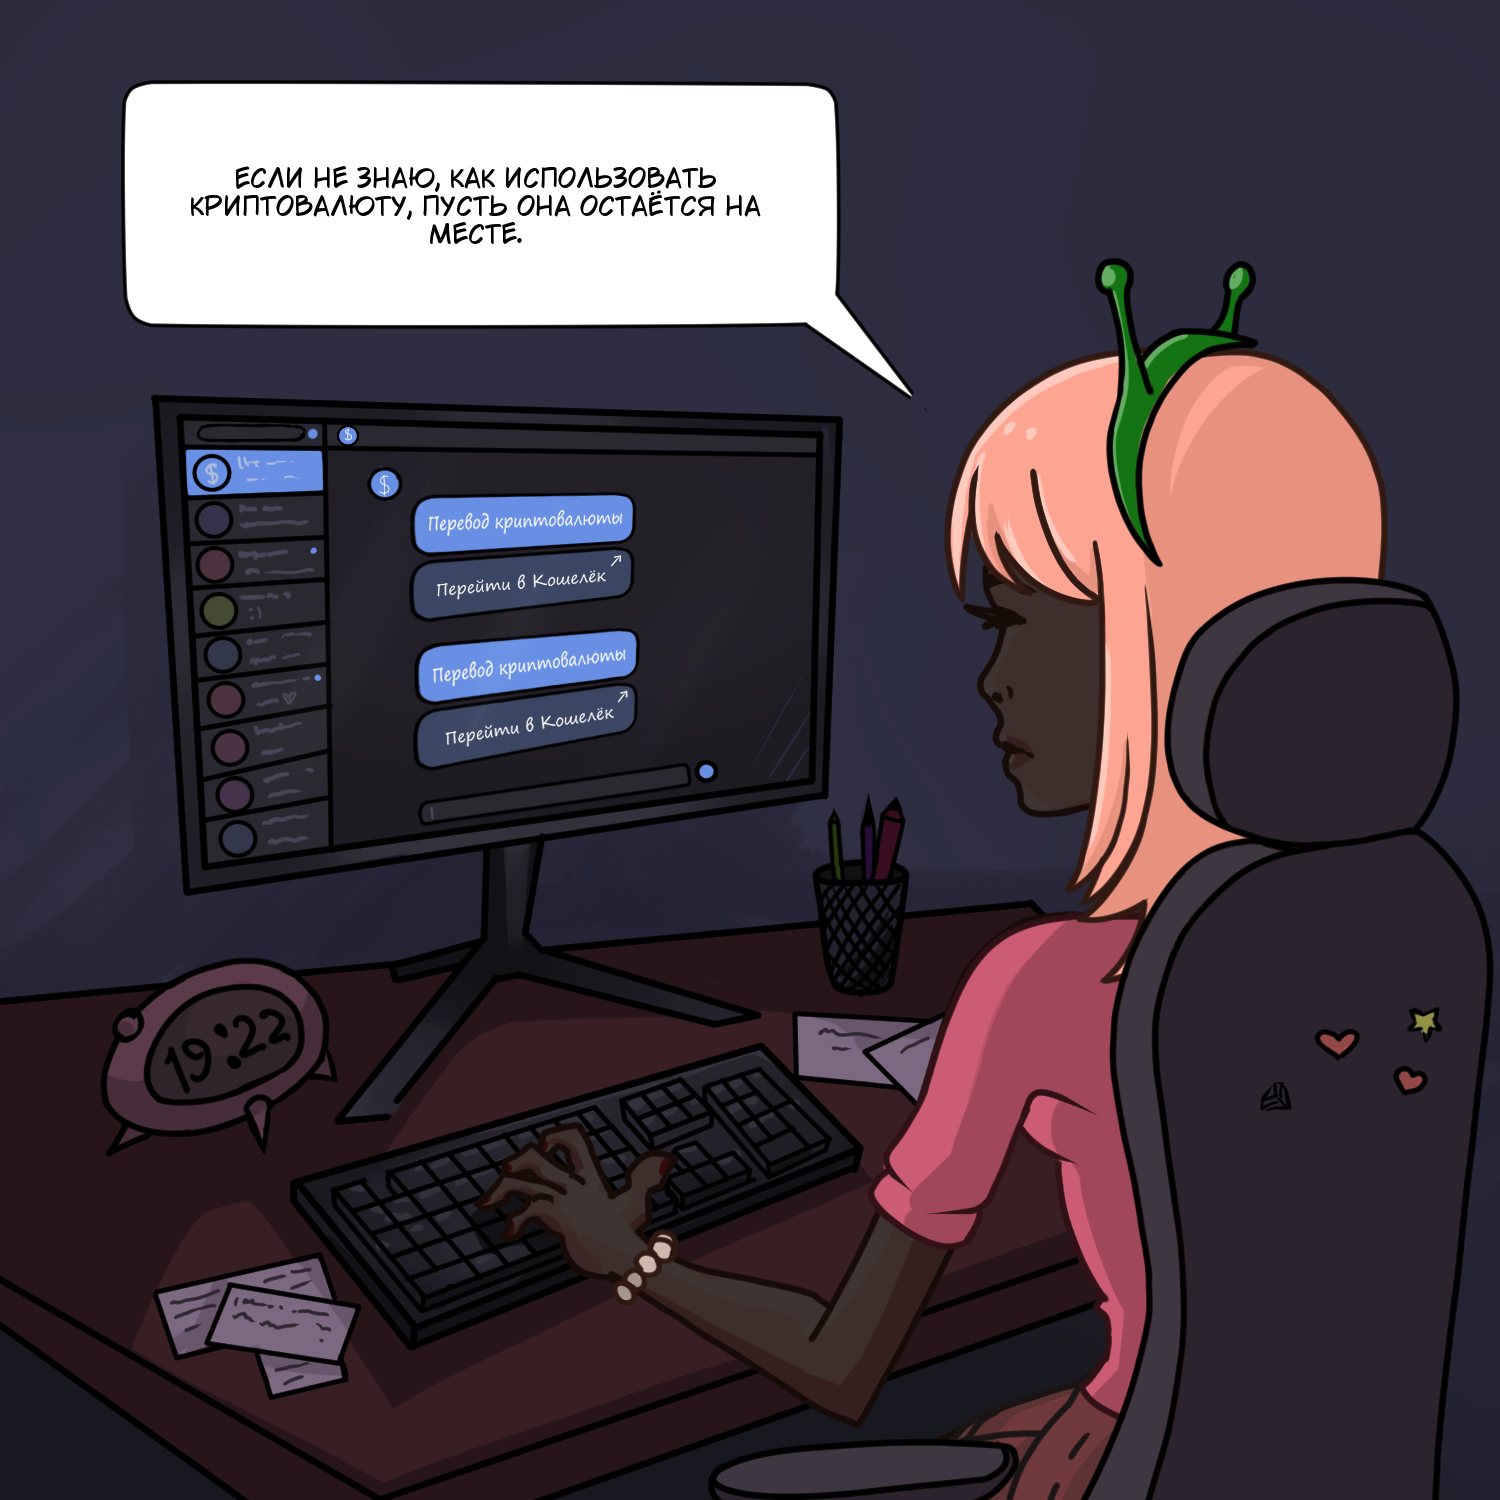 ЕСЛИ НЕ ЗНАЮ, КАК ИСПОЛЬЗОВАТЬ
КРИПТОВАЛЮТУ, ПУСТЬ ОНА ОСТАЁТСЯ НА
МЕСТЕ.
$
$
$
Перевод криптовалюты
Перейти в Кошелёк
:)
Перевод криптовалюты
Перейти в Кошелёк
19:22